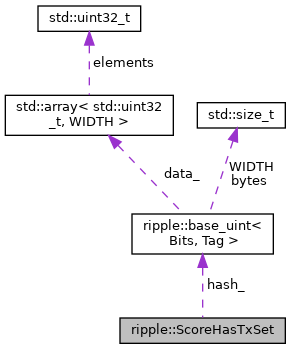 std::uint32_t
elements
std::array< std::uint32
_t, WIDTH >
std::size_t
data_
WIDTH
bytes
ripple::base_uint<
Bits, Tag >
hash_
ripple::ScoreHasTxSet